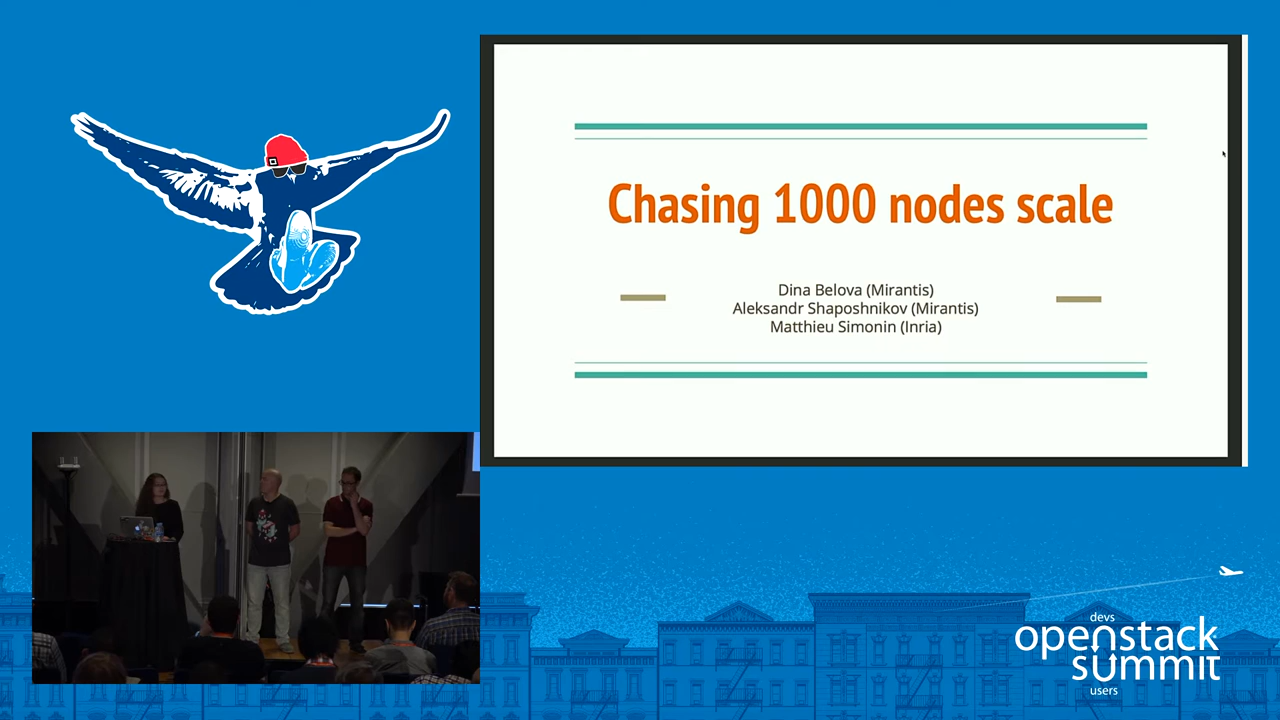 Chasing 1000 nodes scale
Dina Belova (Mirantis)
Aleksandr Shaposhnikov (Mirantis)
Matthieu Simonin (Inria)
devs
openstack
summit
users